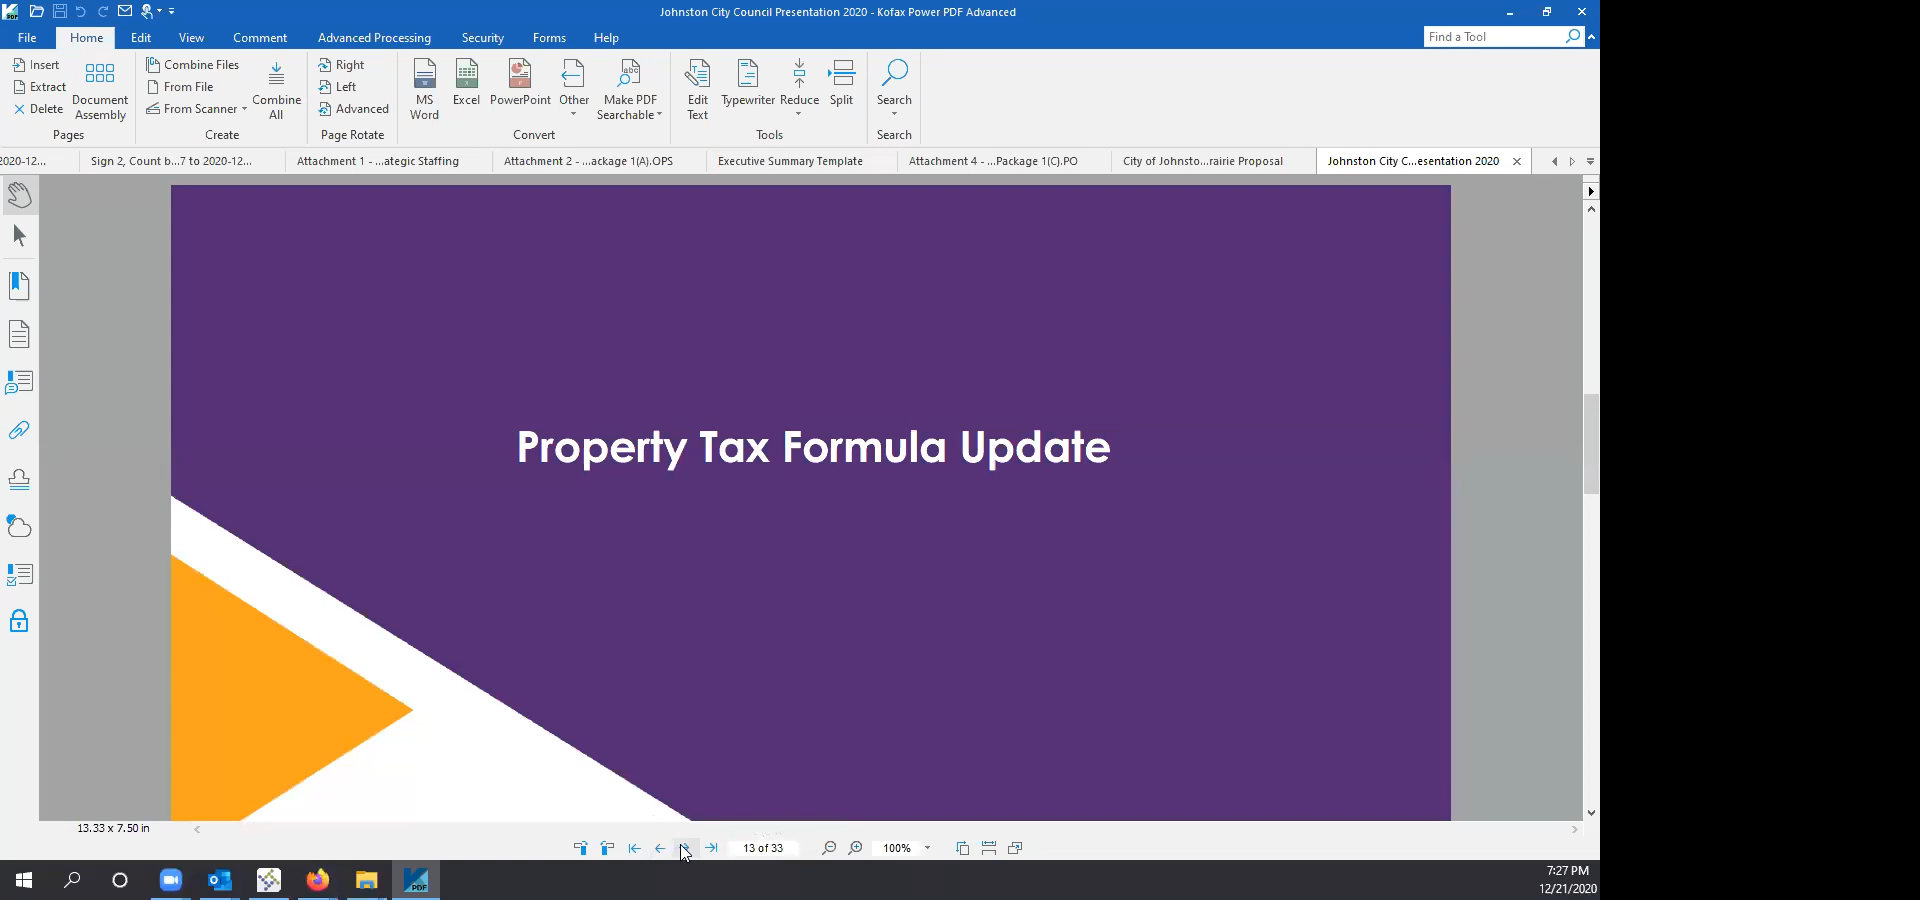 Johnston City Council Presentation 2020 - Kofax Power PDF Advanced
File Home Edit View Comment Advanced Processing Security Forms Help
Find a Tool
Insert
Extract
Delete
Document
Assembly
Pages
Combine Files
From File
From Scanner
Combine
All
Create
Right
Left
Advanced
Page Rotate
MS
Word
Excel
PowerPoint
Other
Make PDF
Searchable
Convert
Edit
Text
Typewriter
Reduce
Split
Tools
Search
Search
2020-12...
Sign 2, Count b...7 to 2020-12...
Attachment 1 - ...ategic Staffing
Attachment 2 - ...ackage 1(A).OPS
Executive Summary Template
Attachment 4 - ...Package 1(C).PO
City of Johnsto...rairie Proposal
Johnston City C...esentation 2020
Property Tax Formula Update
13.33 x 7.50 in
13 of 33
100%
7:27 PM
12/21/2020